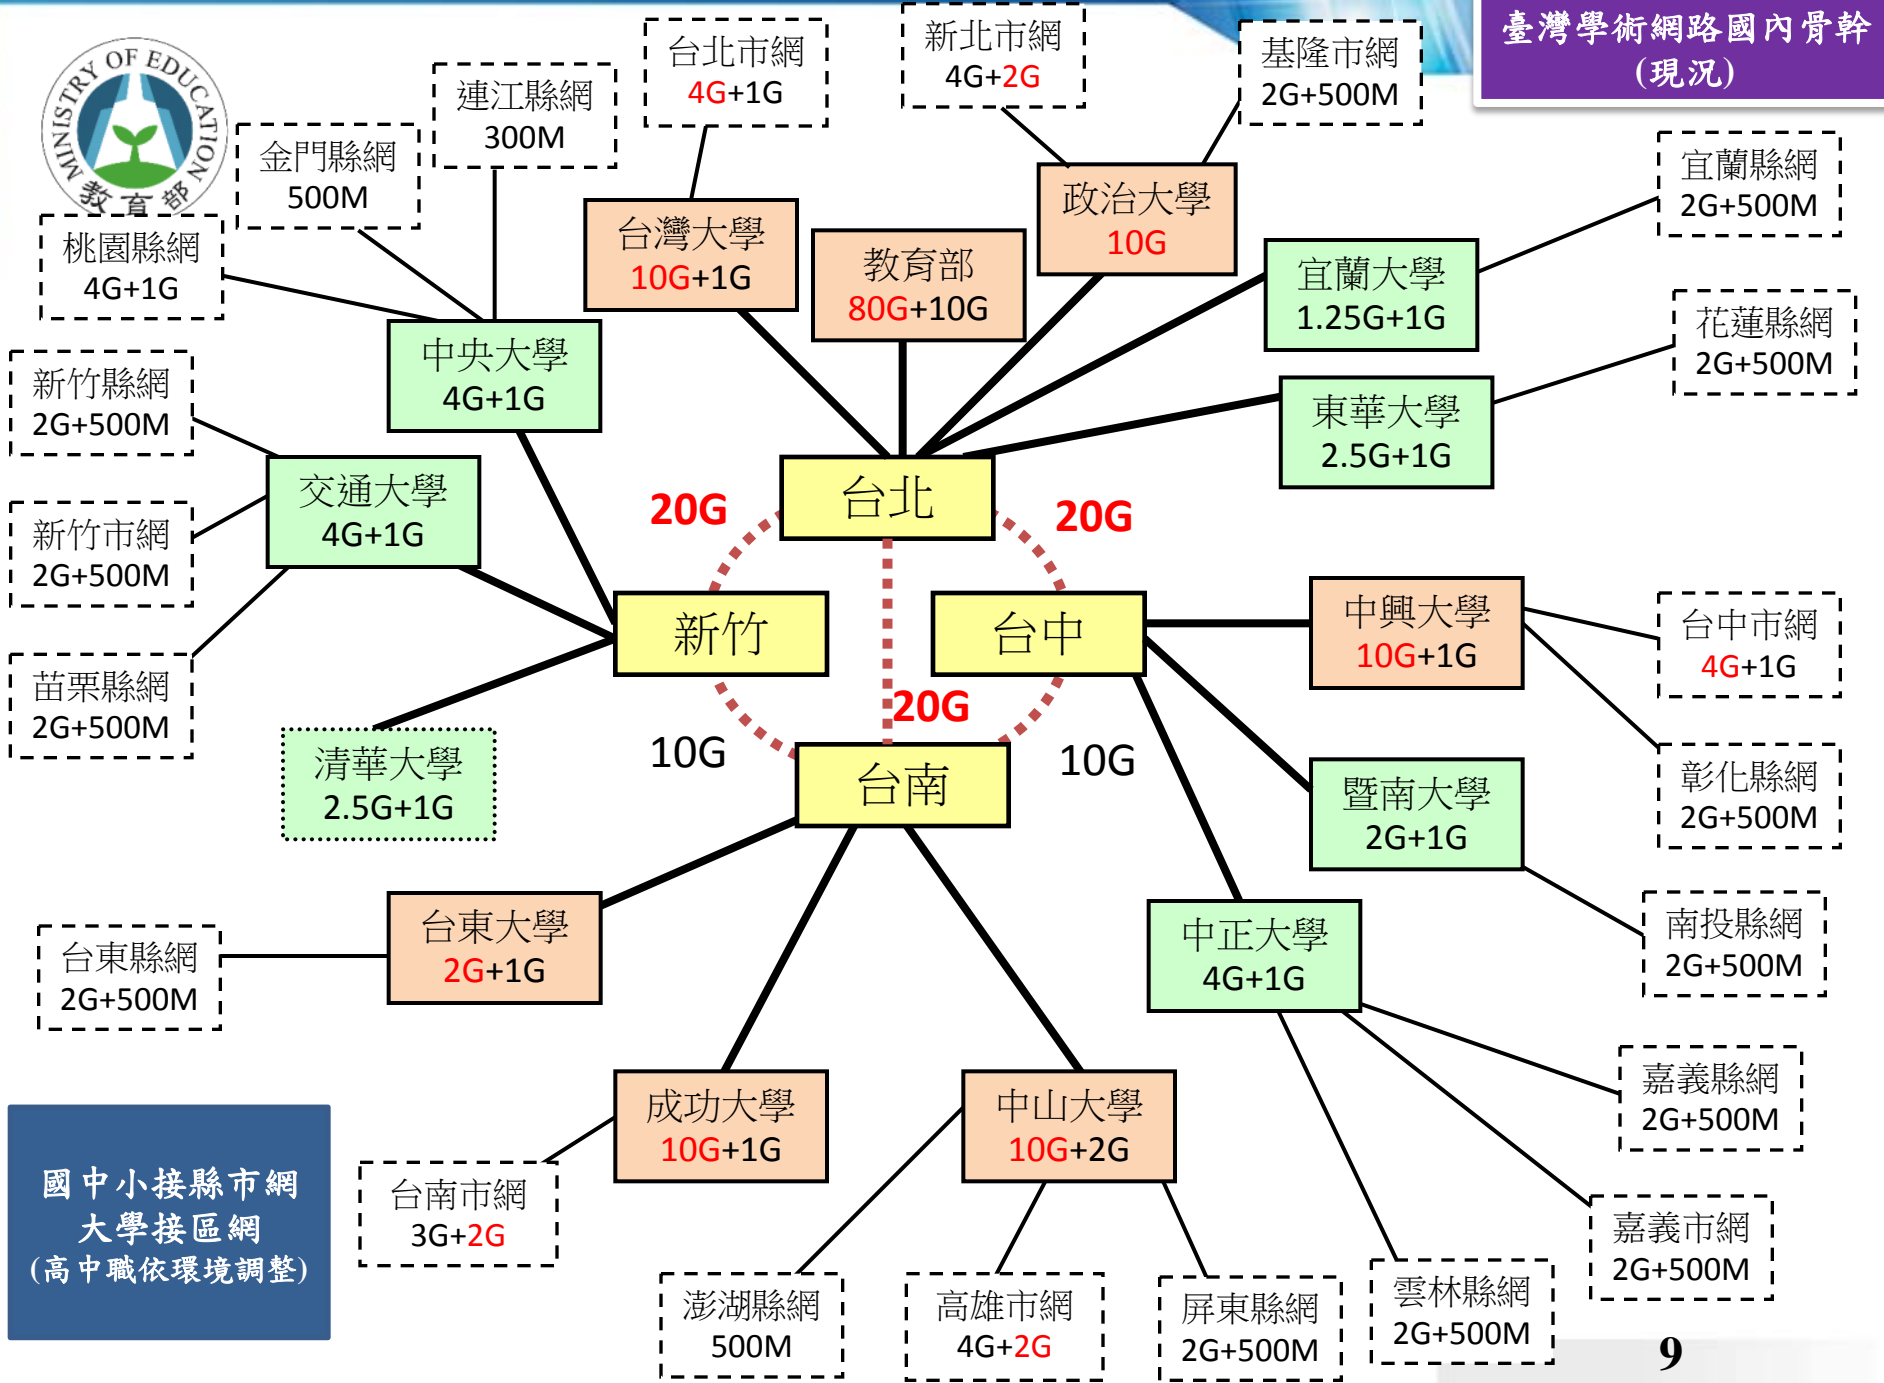 臺灣學術網路國內骨幹
(現況)
MINISTRY OF EDUCATION
教育部
台北市網
4G+1G
新北市網
4G+2G
基隆市網
2G+500M
連江縣網
300M
金門縣網
500M
桃園縣網
4G+1G
宜蘭縣網
2G+500M
台灣大學
10G+1G
教育部
80G+10G
政治大學
10G
宜蘭大學
1.25G+1G
花蓮縣網
2G+500M
中央大學
4G+1G
新竹縣網
2G+500M
東華大學
2.5G+1G
交通大學
4G+1G
新竹市網
2G+500M
20G
台北
20G
新竹
台中
中興大學
10G+1G
台中市網
4G+1G
苗栗縣網
2G+500M
20G
清華大學
2.5G+1G
10G
台南
10G
暨南大學
2G+1G
彰化縣網
2G+500M
台東大學
2G+1G
台東縣網
2G+500M
中正大學
4G+1G
南投縣網
2G+500M
嘉義縣網
2G+500M
成功大學
10G+1G
中山大學
10G+2G
國中小接縣市網
大學接區網
(高中職依環境調整)
台南市網
3G+2G
嘉義市網
2G+500M
澎湖縣網
500M
高雄市網
4G+2G
屏東縣網
2G+500M
雲林縣網
2G+500M
9